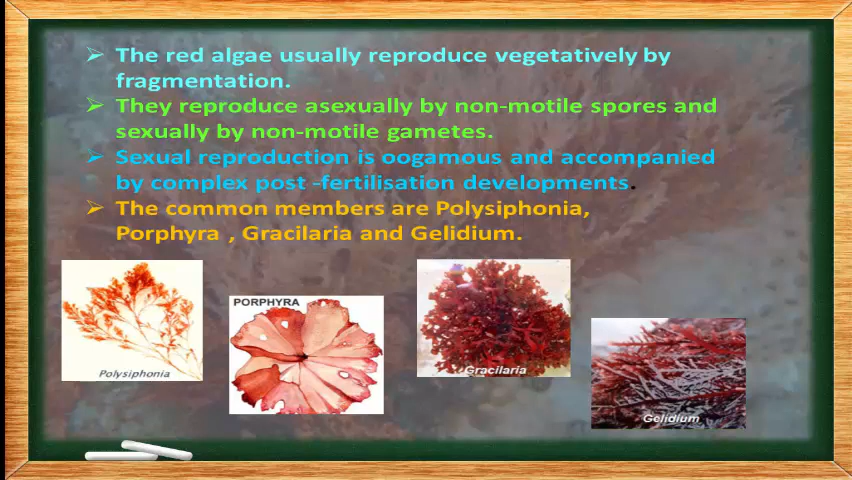 ➢ The red algae usually reproduce vegetatively by
fragmentation.
➢ They reproduce asexually by non-motile spores and
sexually by non-motile gametes.
➢ Sexual reproduction is oogamous and accompanied
by complex post -fertilisation developments.
➢ The common members are Polysiphonia,
Porphyra , Gracilaria and Gelidium.
Polysiphonia
PORPHYRA
Gracilaria
Gelidium